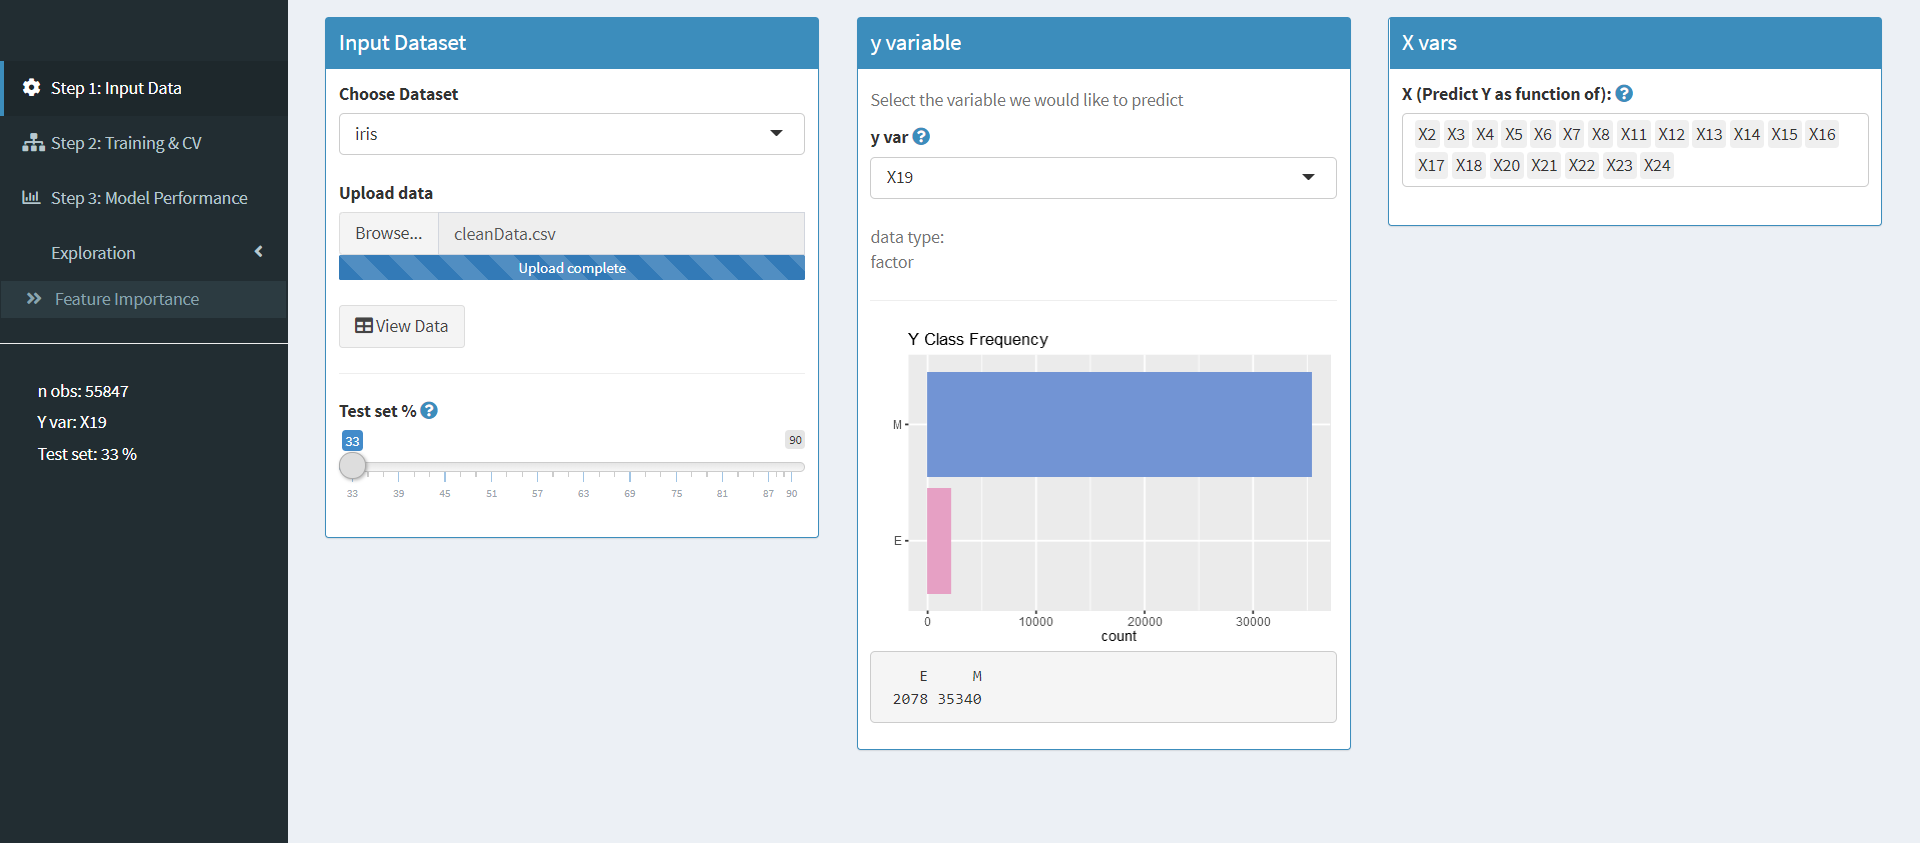 Step 1: Input Data
Step 2: Training & CV
Step 3: Model Performance
Exploration
Feature Importance
n obs: 55847
Y var: X19
Test set: 33 %
Input Dataset
Choose Dataset
iris
Upload data
Browse... cleanData.csv
Upload complete
View Data
Test set %
33 90
33 39 45 51 57 63 69 75 81 87 90
y variable
Select the variable we would like to predict
y var
X19
data type:
factor
Y Class Frequency
M
E
0 10000 20000 30000
count
E M
2078 35340
X vars
X (Predict Y as function of):
X2 X3 X4 X5 X6 X7 X8 X11 X12 X13 X14 X15 X16
X17 X18 X20 X21 X22 X23 X24